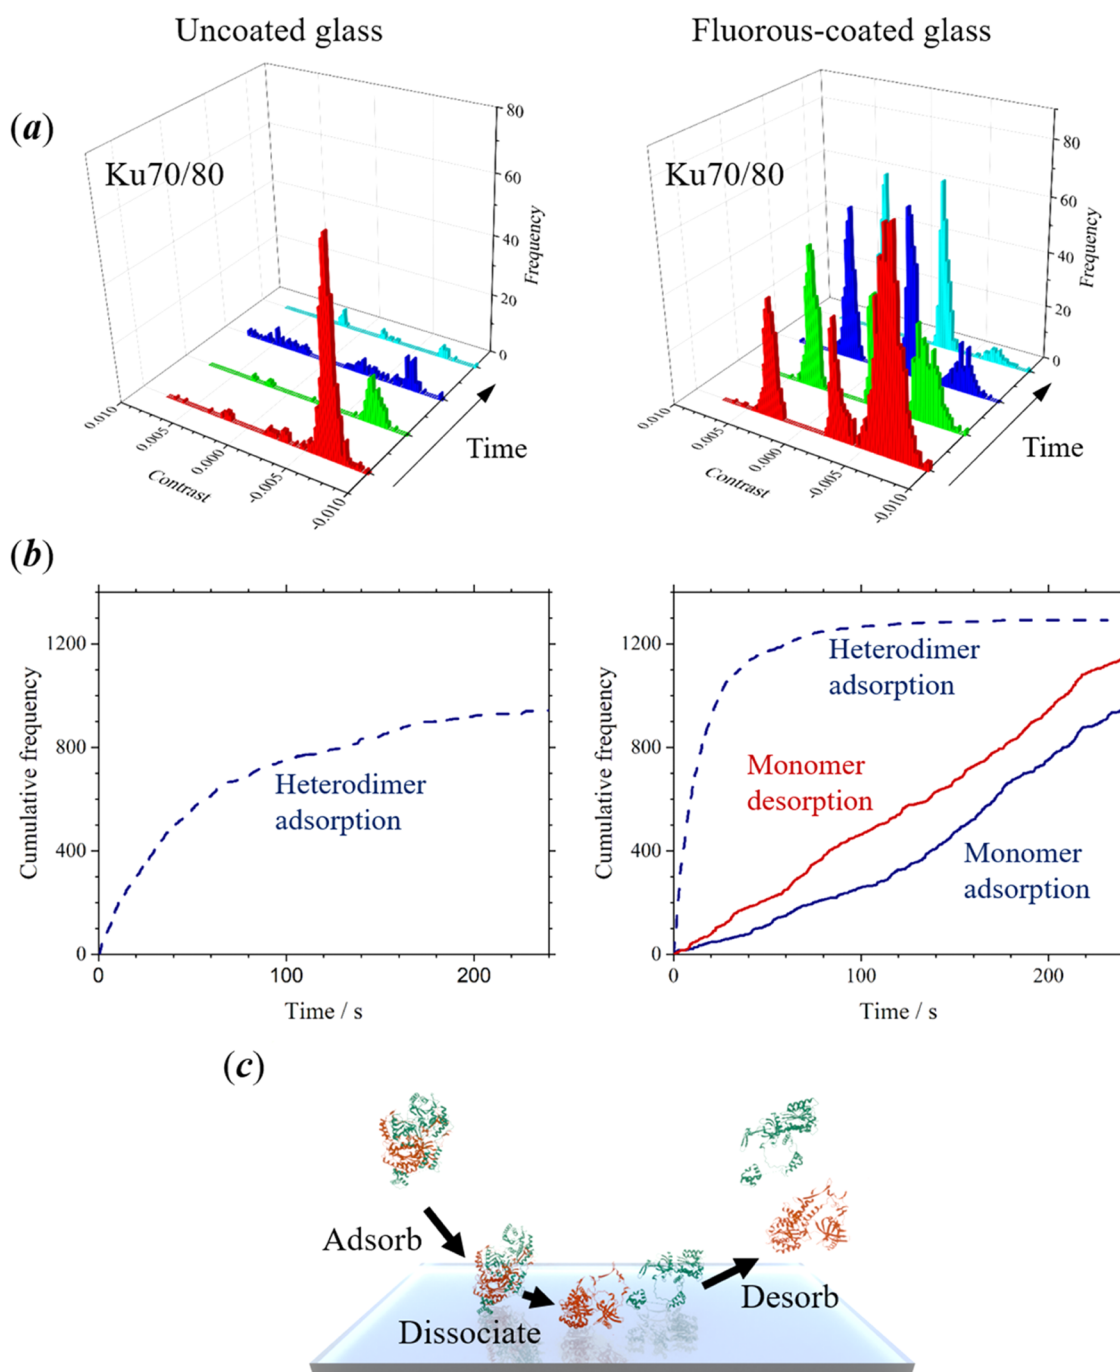 Uncoated glass
Fluorous-coated glass
(a)
Ku70/80
80
60
40
20
0
Frequency
0.010
0.005
0.000
-0.005
-0.010
Contrast
Time
Ku70/80
80
60
40
20
0
Frequency
0.010
0.005
0.000
-0.005
-0.010
Contrast
Time
(b)
Cumulative frequency
1200
800
400
0
Heterodimer
adsorption
0
100
200
Time / s
Cumulative frequency
1200
800
400
0
Heterodimer
adsorption
Monomer
desorption
Monomer
adsorption
0
100
200
Time / s
(c)
Adsorb
Dissociate
Desorb